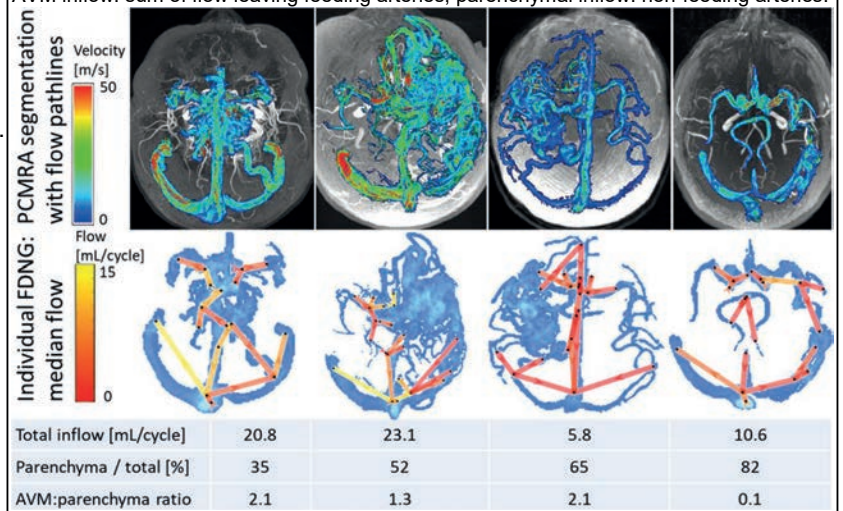 AVM inflow: sum of flow leaving feeding arteries; parenchymal inflow: non-feeding arteries.
PCMRA segmentation
with flow pathlines
Velocity
[m/s]
50
0
Individual FDNG:
median flow
Flow
[mL/cycle]
15
0
Total inflow [mL/cycle] 20.8 23.1 5.8 10.6
Parenchyma / total [%] 35 52 65 82
AVM:parenchyma ratio 2.1 1.3 2.1 0.1